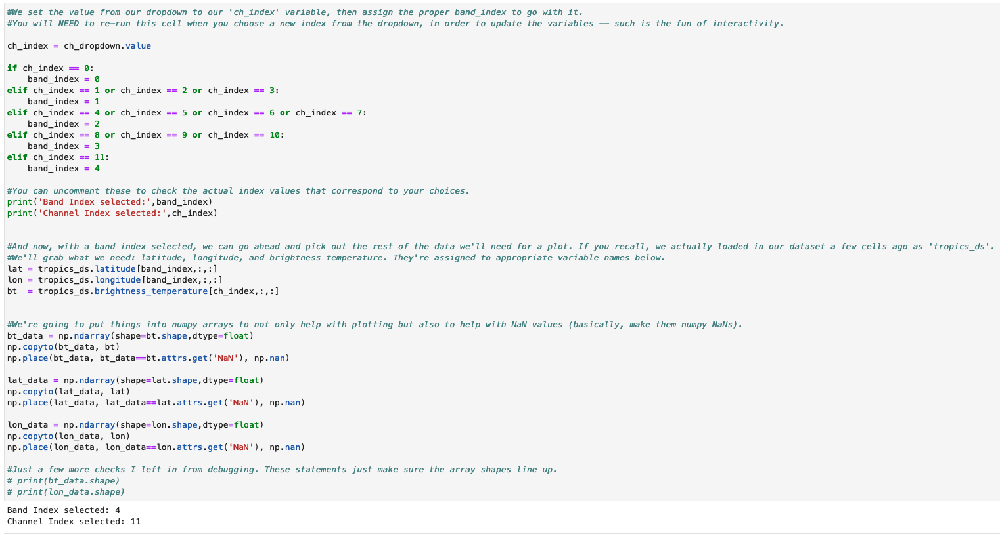 #We set the value from our dropdown to our 'ch_index' variable, then assign the proper band_index to go with it.
#You will NEED to re-run this cell when you choose a new index from the dropdown, in order to update the variables -- such is the fun of interactivity.

ch_index = ch_dropdown.value

if ch_index == 0:
    band_index = 0
elif ch_index == 1 or ch_index == 2 or ch_index == 3:
    band_index = 1
elif ch_index == 4 or ch_index == 5 or ch_index == 6 or ch_index == 7:
    band_index = 2
elif ch_index == 8 or ch_index == 9 or ch_index == 10:
    band_index = 3
elif ch_index == 11:
    band_index = 4

#You can uncomment these to check the actual index values that correspond to your choices.
print('Band Index selected:',band_index)
print('Channel Index selected:',ch_index)

#And now, with a band index selected, we can go ahead and pick out the rest of the data we'll need for a plot. If you recall, we actually loaded in our dataset a few cells ago as 'tropics_ds'.
#We'll grab what we need: latitude, longitude, and brightness temperature. They're assigned to appropriate variable names below.
lat = tropics_ds.latitude[band_index,:,:]
lon = tropics_ds.longitude[band_index,:,:]
bt  = tropics_ds.brightness_temperature[ch_index,:,:]

#We're going to put things into numpy arrays to not only help with plotting but also to help with NaN values (basically, make them numpy NaNs).
bt_data = np.ndarray(shape=bt.shape,dtype=float)
np.copyto(bt_data, bt)
np.place(bt_data, bt_data==bt.attrs.get('NaN'), np.nan)

lat_data = np.ndarray(shape=lat.shape,dtype=float)
np.copyto(lat_data, lat)
np.place(lat_data, lat_data==lat.attrs.get('NaN'), np.nan)

lon_data = np.ndarray(shape=lon.shape,dtype=float)
np.copyto(lon_data, lon)
np.place(lon_data, lon_data==lon.attrs.get('NaN'), np.nan)

#Just a few more checks I left in from debugging. These statements just make sure the array shapes line up.
# print(bt_data.shape)
# print(lon_data.shape)
Band Index selected: 4
Channel Index selected: 11